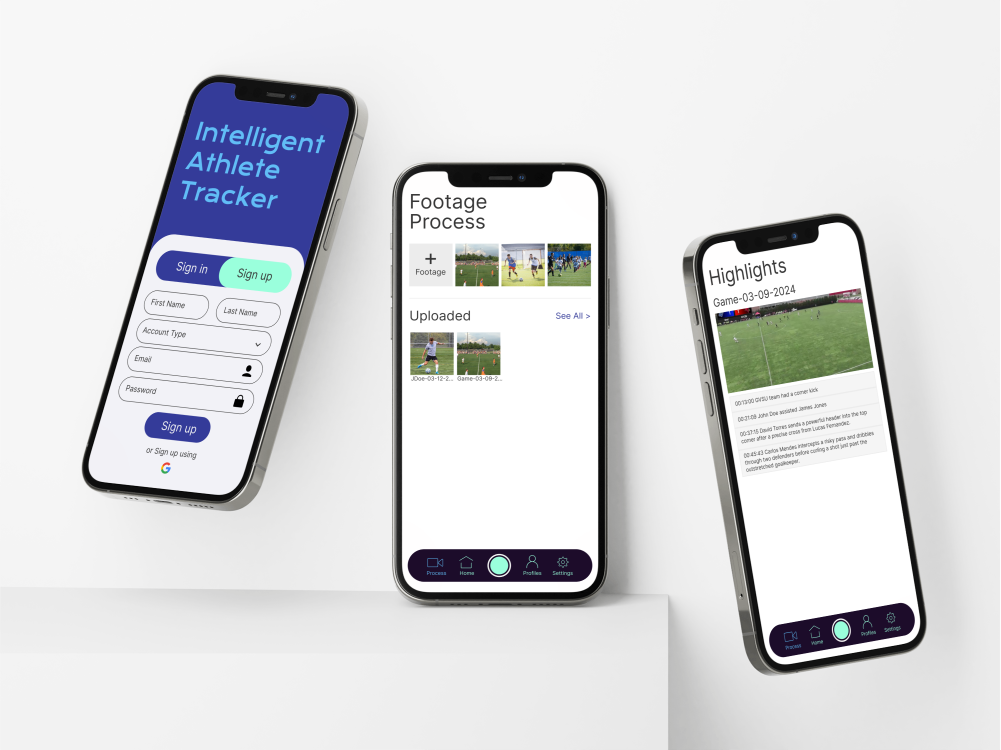 Intelligent
Athlete
Tracker
Sign in
Sign up
First Name
Last Name
Account Type
Email
Password
Sign up
or Sign up using
G
Footage
Process
+
Footage
Uploaded
See All >
JDoe-03-12-2...
Game-03-09-2...
Process
Home
Profiles
Settings
Highlights
Game-03-09-2024
00:13:00 GVSU team had a corner kick
00:21:09 John Doe assisted James Jones
00:37:15 David Torres sends a powerful header into the top
corner after a precise cross from Lucas Fernandez.
00:45:43 Carlos Mendes intercepts a risky pass and dribbles
through two defenders before curling a shot just past the
outstretched goalkeeper.
Process
Home
Profiles
Settings